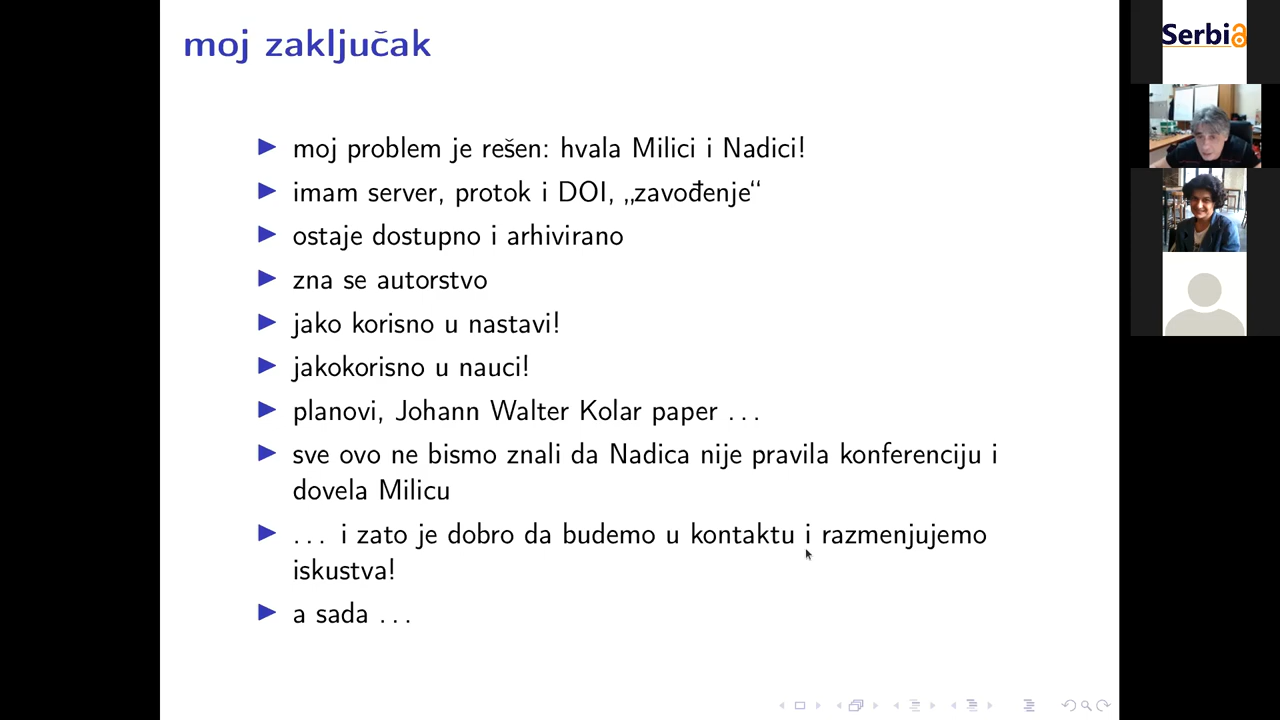 moj zaključak
moj problem je rešen: hvala Milici i Nadici!
imam server, protok i DOI, „zavođenje“
ostaje dostupno i arhivirano
zna se autorstvo
jako korisno u nastavi!
jakokorisno u nauci!
planovi, Johann Walter Kolar paper ...
sve ovo ne bismo znali da Nadica nije pravila konferenciju i
dovela Milicu
... i zato je dobro da budemo u kontaktu i razmenjujemo
iskustva!
a sada ...
Serbia